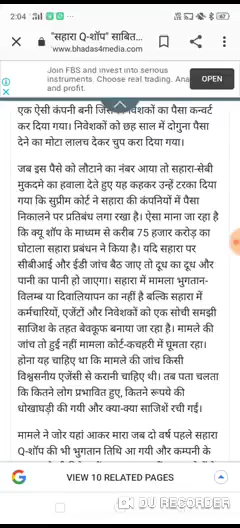 2:04
"सहारा Q-शॉप" साबित...
www.bhadas4media.com
Join FBS and invest into serious
instruments. Choose real trading. Ana
and profit.
OPEN
एक ऐसी कंपनी बनी जिसमें निवेशकों का पैसा कन्वर्ट
कर दिया गया। निवेशकों को छह साल में दोगुना पैसा
देने का मोटा लालच देकर चुप करा दिया गया।
जब इस पैसे को लौटाने का नंबर आया तो सहारा-सेबी
मुकदमे का हवाला देते हुए यह कहकर उन्हें टरका दिया
गया कि सुप्रीम कोर्ट ने सहारा की कंपनियों में पैसा
निकालने पर प्रतिबंध लगा रखा है। ऐसा माना जा रहा है
कि क्यू शॉप के माध्यम से करीब 75 हजार करोड़ का
घोटाला सहारा प्रबंधन ने किया है। यदि सहारा पर
सीबीआई और ईडी जांच बैठ जाए तो दूध का दूध और
पानी का पानी हो जाएगा। सहारा में मामला भुगतान-
विलम्ब या दिवालियापन का नहीं है बल्कि सहारा में
कर्मचारियों, एजेंटों और निवेशकों को एक सोची समझी
साजिश के तहत बेवकूफ बनाया जा रहा है। मामले की
जांच तो हुई नहीं मामला कोर्ट-कचहरी में घूमता रहा।
होना यह चाहिए था कि मामले की जांच किसी
विश्वसनीय एजेंसी से करानी चाहिए थी। तब पता चलता
कि कितने लोग प्रभावित हुए, कितने रूपये की
धोखाधड़ी की गयी और क्या-क्या साजिशें रची गईं।
मामले ने जोर यहां आकर मारा जब दो वर्ष पहले सहारा
Q-शॉप की भी भुगतान तिथि आ गयी और कम्पनी के
VIEW 10 RELATED PAGES
DU RECORDER